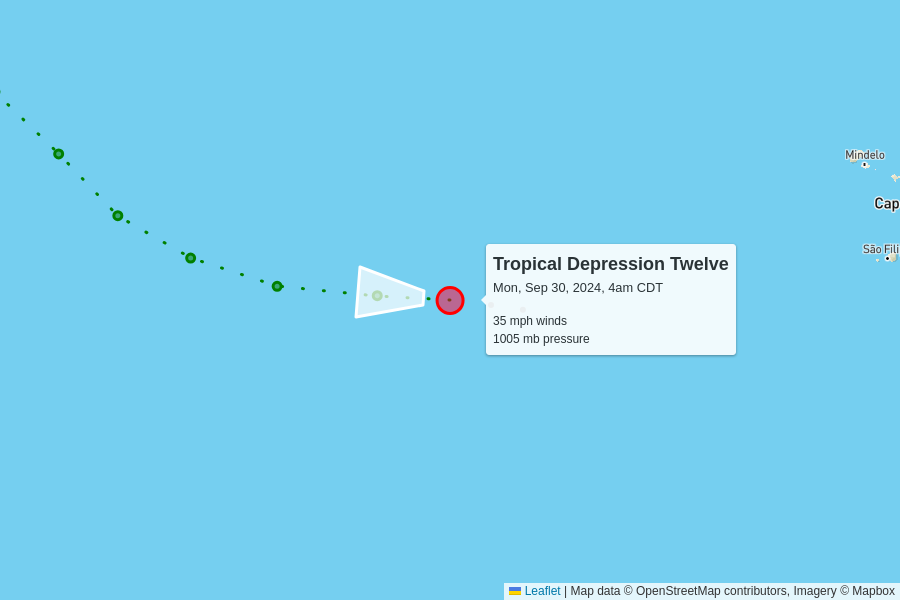 Mindelo
Cap
São Fili
Tropical Depression Twelve
Mon, Sep 30, 2024, 4am CDT
35 mph winds
1005 mb pressure
Leaflet | Map data © OpenStreetMap contributors, Imagery © Mapbox